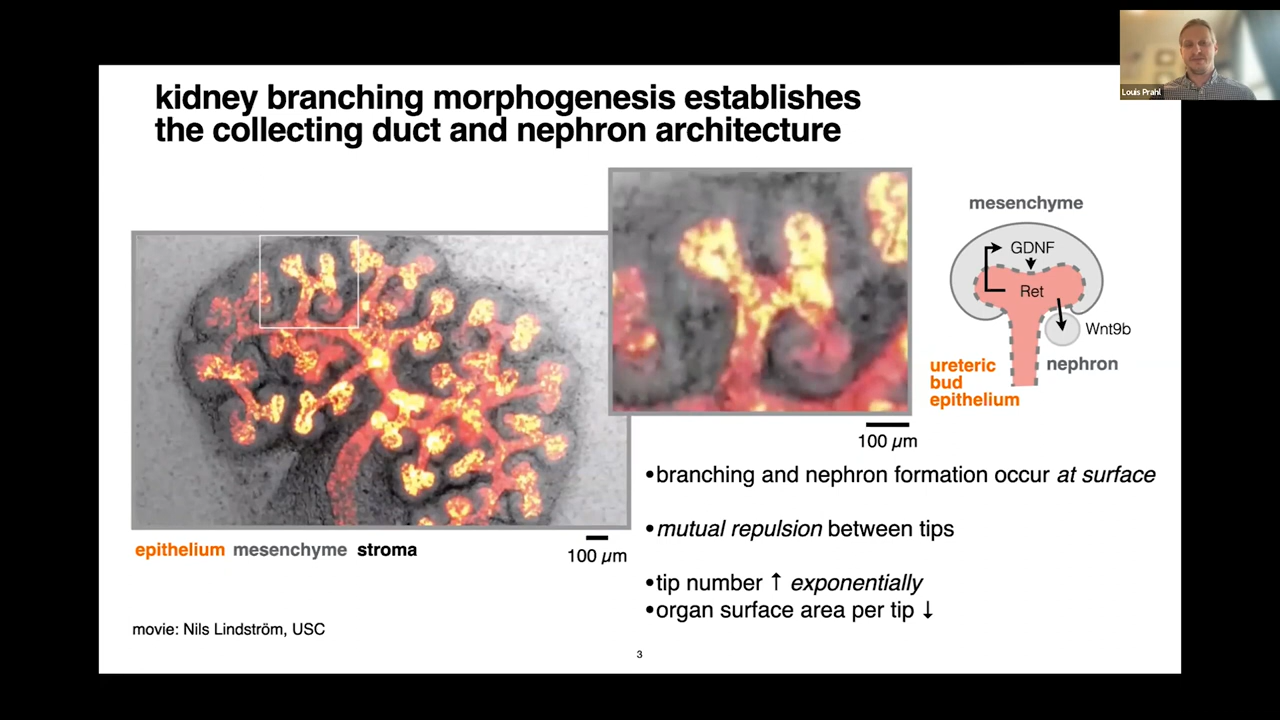 Louis Prahl
kidney branching morphogenesis establishes
the collecting duct and nephron architecture
mesenchyme
GDNF
Ret
Wnt9b
nephron
ureteric
bud
epithelium
100 µm
•branching and nephron formation occur at surface
•mutual repulsion between tips
•tip number ↑ exponentially
•organ surface area per tip ↓
epithelium mesenchyme stroma
100 µm
movie: Nils Lindström, USC
3